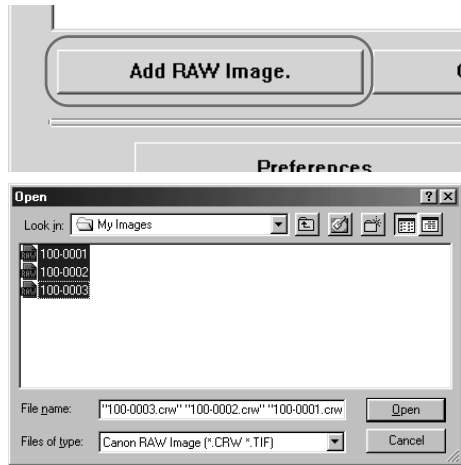 Add RAW Image.
Preferences
Open
Look in: My Images
100-0001
100-0002
100-0003
File name: "100-0003.crw" "100-0002.crw" "100-0001.crw
Open
Files of type: Canon RAW Image (*.CRW *.TIF)
Cancel